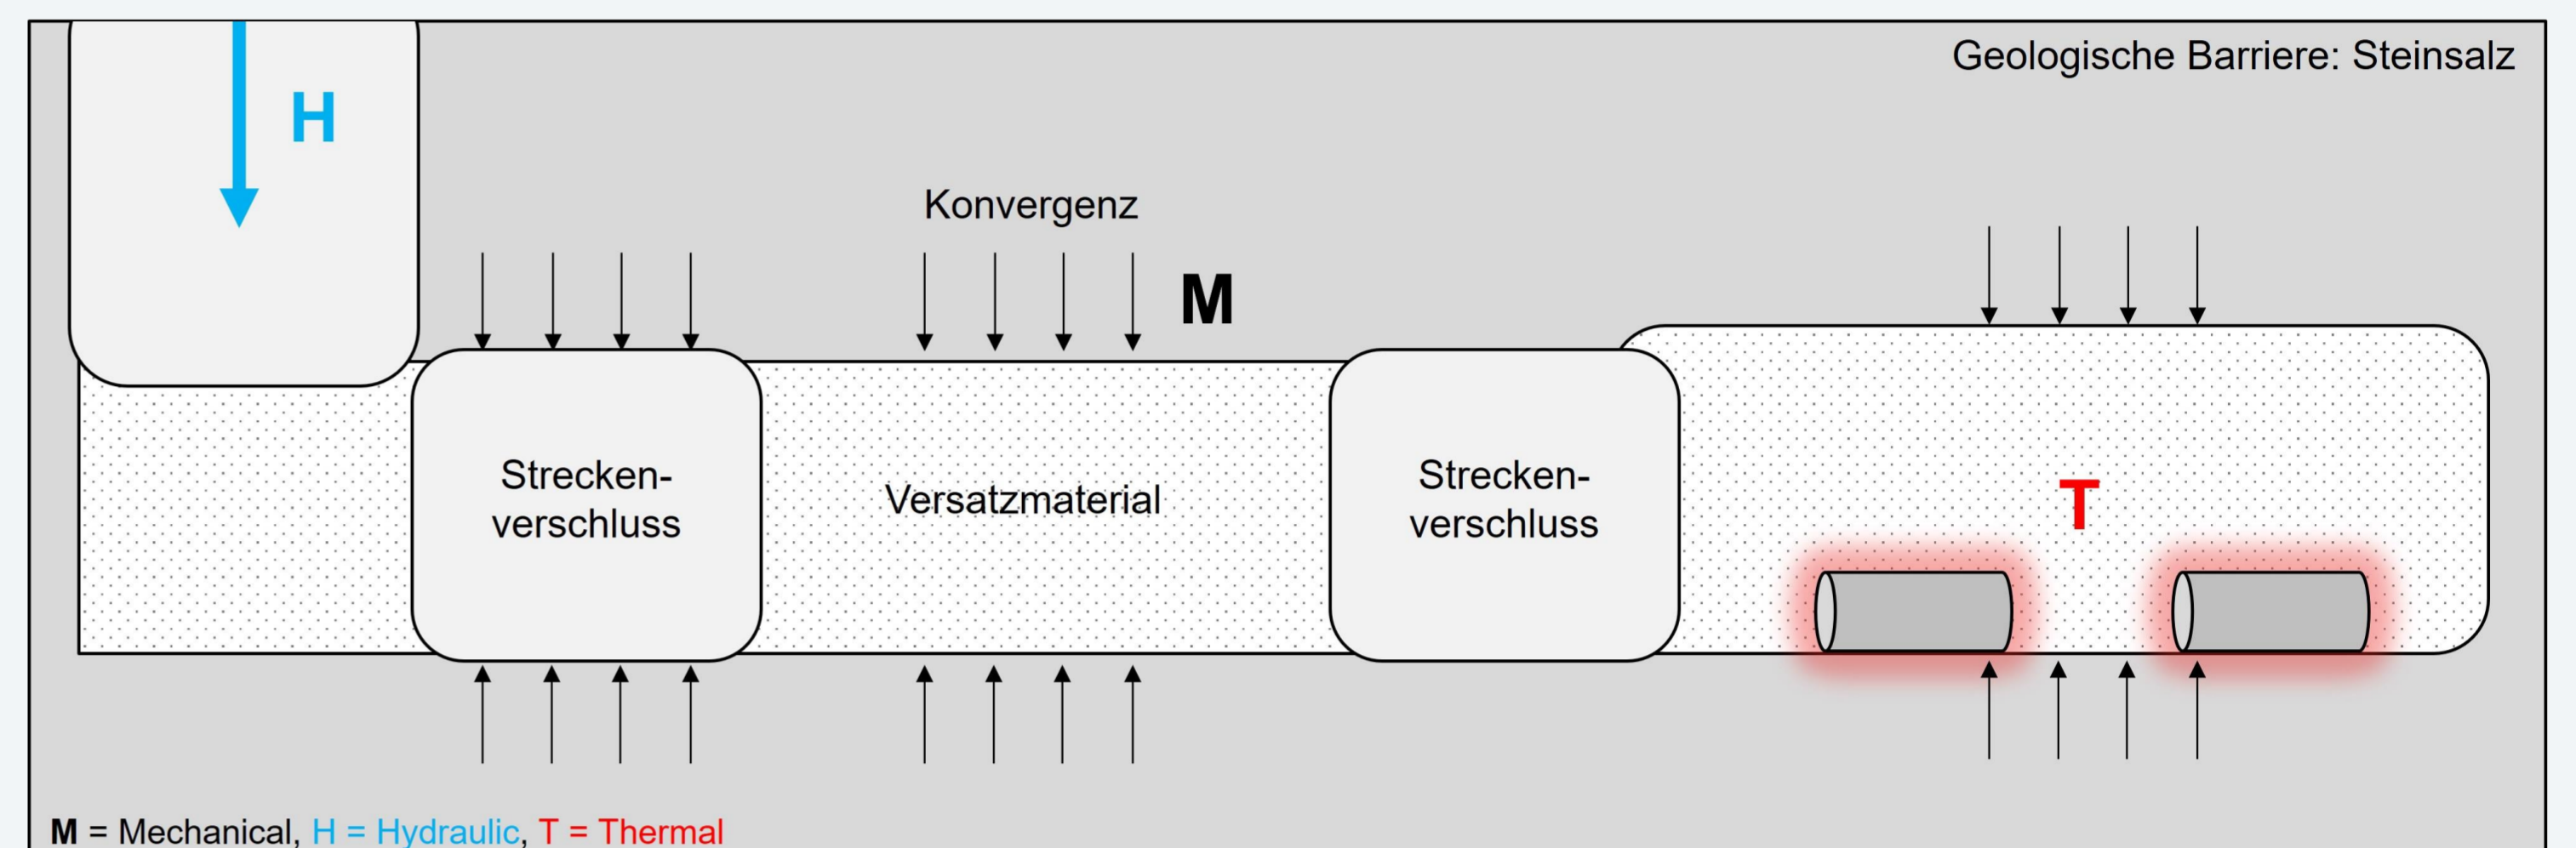 Geologische Barriere: Steinsalz
H
Konvergenz
M
Strecken-
verschluss
Versatzmaterial
Strecken-
verschluss
T
M = Mechanical, H = Hydraulic, T = Thermal